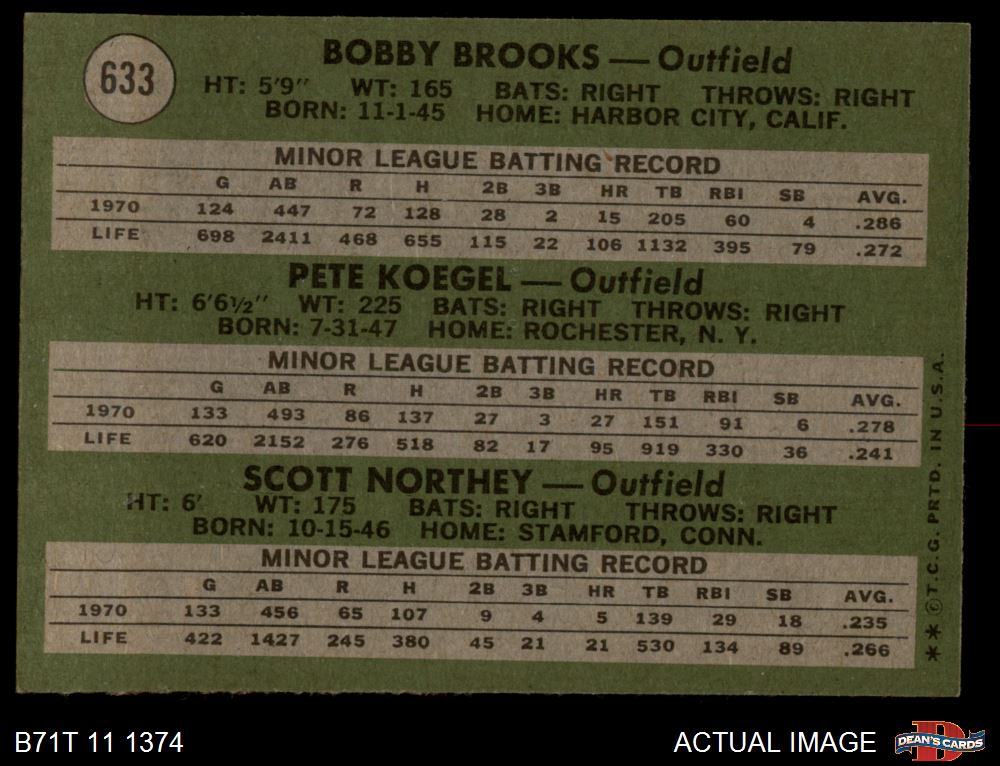 633
BOBBY BROOKS — Outfield
HT: 5'9" WT: 165 BATS: RIGHT THROWS: RIGHT
BORN: 11-1-45 HOME: HARBOR CITY, CALIF.
MINOR LEAGUE BATTING RECORD
G AB R H 2B 3B HR TB RBI SB AVG.
1970 124 447 72 128 28 2 15 205 60 4 .286
LIFE 698 2411 468 655 115 22 106 1132 395 79 .272
PETE KOEGEL — Outfield
HT: 6'6½" WT: 225 BATS: RIGHT THROWS: RIGHT
BORN: 7-31-47 HOME: ROCHESTER, N. Y.
MINOR LEAGUE BATTING RECORD
G AB R H 2B 3B HR TB RBI SB AVG.
1970 133 493 86 137 27 3 27 151 91 6 .278
LIFE 620 2152 276 518 82 17 95 919 330 36 .241
SCOTT NORTHEY — Outfield
HT: 6' WT: 175 BATS: RIGHT THROWS: RIGHT
BORN: 10-15-46 HOME: STAMFORD, CONN.
MINOR LEAGUE BATTING RECORD
G AB R H 2B 3B HR TB RBI SB AVG.
1970 133 456 65 107 9 4 5 139 29 18 .235
LIFE 422 1427 245 380 45 21 21 530 134 89 .266
** © T.C.G. PRTD. IN U.S.A.
B71T 11 1374
ACTUAL IMAGE
DEAN'S CARDS